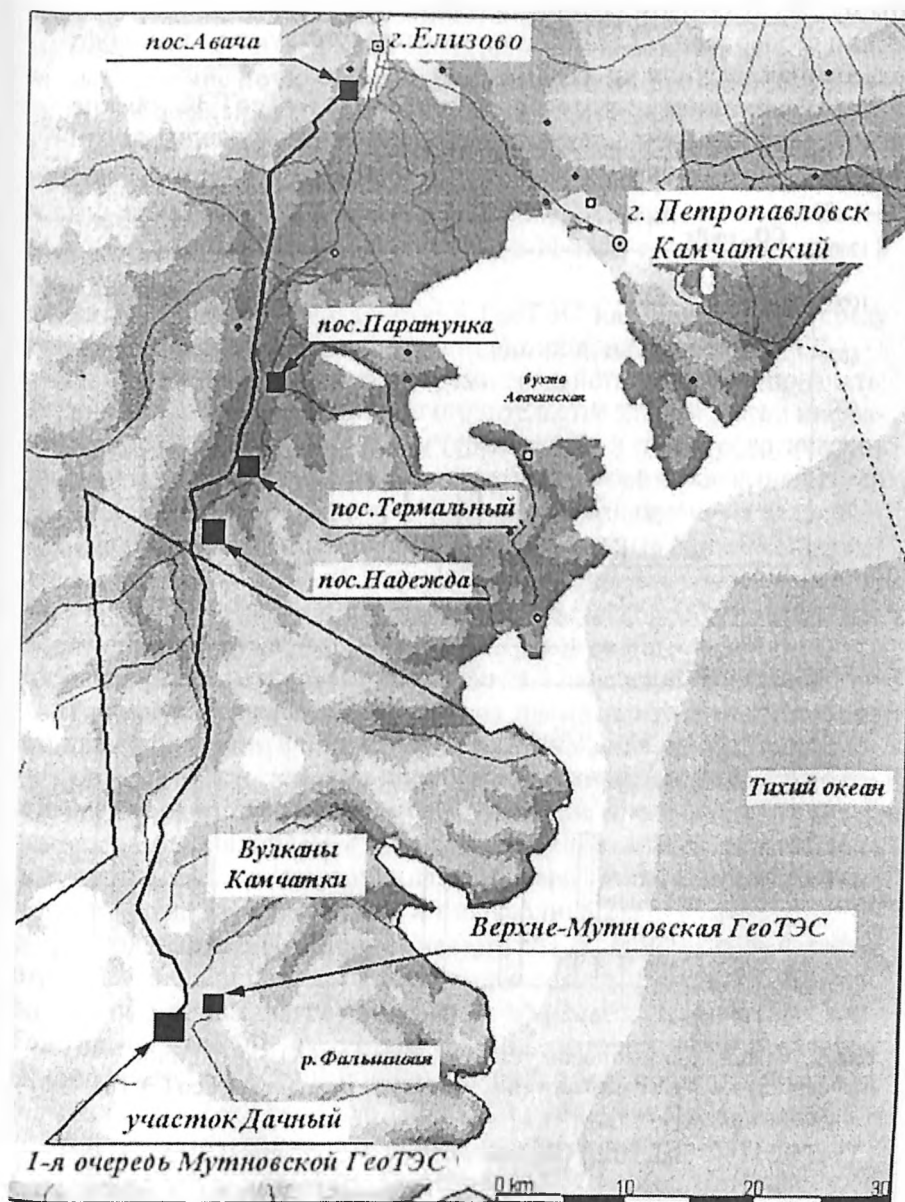 пос.Авача
г.Елизово
г. Петропавловск
Камчатский
пос.Паратунка
бухта
Авачинская
пос.Термальный
пос.Надежда
Тихий океан
Вулканы
Камчатки
Верхне-Мутновская ГеоТЭС
р.Фальшивая
участок Дачный
1-я очередь Мутновской ГеоТЭС
0 km 10 20 30